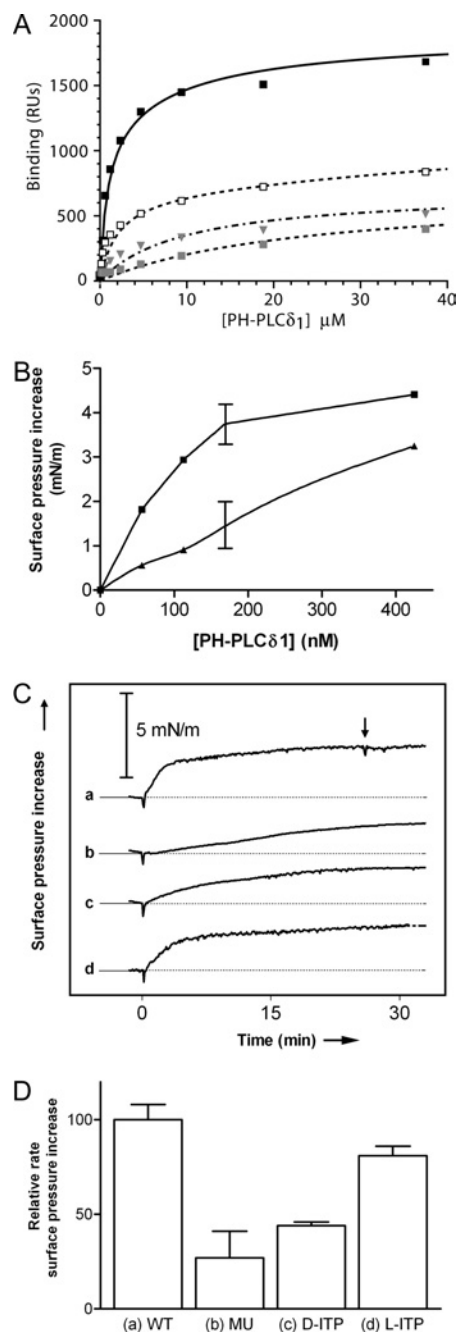 A
2000
1500
1000
500
0
Binding (RUs)
0 10 20 30 40
[PH-PLCδ1] μM
B
5
4
3
2
1
0
Surface pressure increase
(mN/m)
0 100 200 300 400
[PH-PLCδ1] (nM)
C
Surface pressure increase
5 mN/m
a
b
c
d
0 15 30
Time (min)
D
100
50
0
Relative rate
surface pressure increase
(a) WT (b) MU (c) D-ITP (d) L-ITP